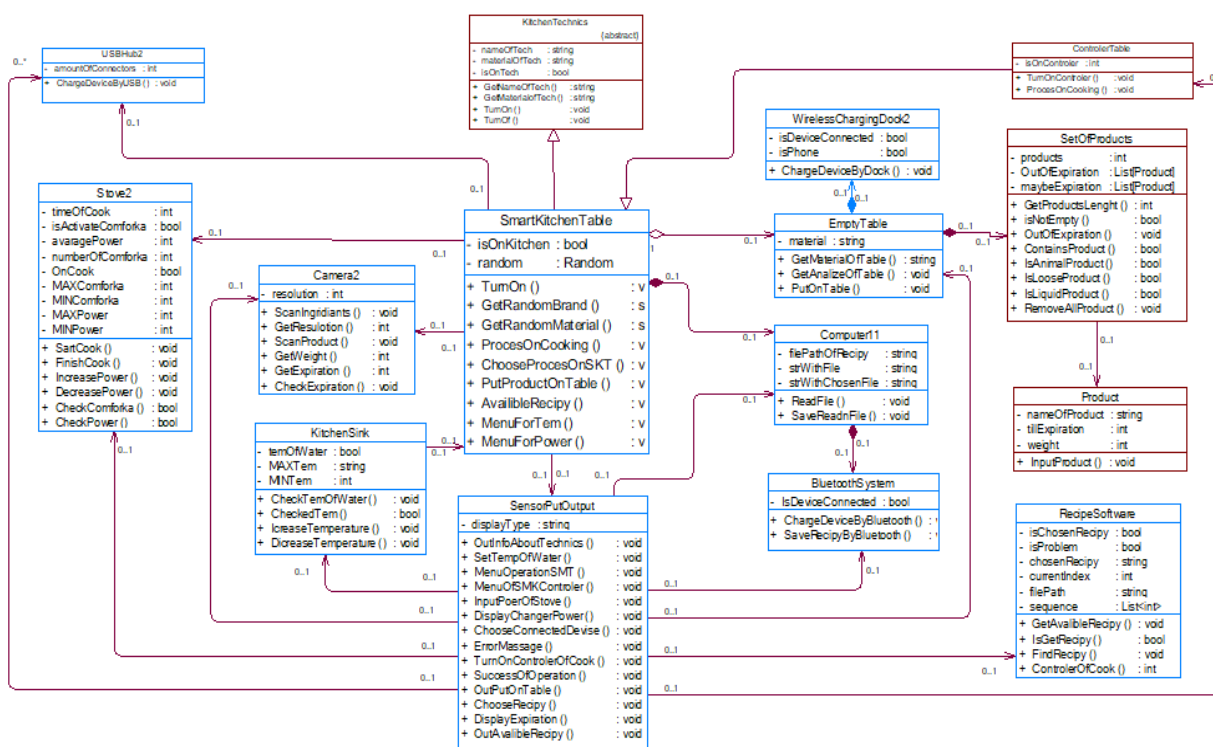 KitchenTechnics
{abstract}
- nameOfTech : string
- materialOfTech : string
- isOnTech : bool
+ GetNameOfTech () : string
+ GetMaterialofTech () : string
+ TurnOn () : void
+ TurnOf () : void
USBHub2
- amountOfConnectors : int
+ ChargeDeviceByUSB () : void
ControlerTable
- isOnControler : int
+ TurnOnControler () : void
+ ProcesOnCooking () : void
WirelessChargingDock2
- isDeviceConnected : bool
- isPhone : bool
+ ChargeDeviceByDock () : void
SetOfProducts
- products : int
- OutOfExpiration : List[Product]
- maybeExpiration : List[Product]
+ GetProductsLenght () : int
+ isNotEmpty () : bool
+ OutOfExpiration () : void
+ ContainsProduct () : bool
+ IsAnimalProduct () : bool
+ IsLooseProduct () : bool
+ IsLiquidProduct () : bool
+ RemoveAllProduct () : void
Stove2
- timeOfCook : int
- isActivateComforka : bool
- avaragePower : int
- numberOfComforka : int
- OnCook : bool
- MAXComforka : int
- MINComforka : int
- MAXPower : int
- MINPower : int
+ SartCook () : void
+ FinishCook () : void
+ IncreasePower () : void
+ DecreasePower () : void
+ CheckComforka () : bool
+ CheckPower () : bool
SmartKitchenTable
- isOnKitchen : bool
- random : Random
+ TurnOn () : v
+ GetRandomBrand () : s
+ GetRandomMaterial () : s
+ ProcesOnCooking () : v
+ ChooseProcesOnSKT () : v
+ PutProductOnTable () : v
+ AvailibleRecipy () : v
+ MenuForTem () : v
+ MenuForPower () : v
EmptyTable
- material : string
+ GetMaterialOfTable () : string
+ GetAnalizeOfTable () : void
+ PutOnTable () : void
Camera2
- resolution : int
+ ScanIngridiants () : void
+ GetResulotion () : int
+ ScanProduct () : void
+ GetWeight () : int
+ GetExpiration () : int
+ CheckExpiration () : void
Computer11
- filePathOfRecipy : string
- strWithFile : string
- strWithChosenFile : string
+ ReadFile () : void
+ SaveReadnFile () : void
Product
- nameOfProduct : string
- tillExpiration : int
- weight : int
+ InputProduct () : void
KitchenSink
- temOfWater : bool
- MAXTem : string
- MINTem : int
+ CheckTemOfWater () : void
+ CheckedTem () : bool
+ IcreaseTemperature () : void
+ DicreaseTemperature () : void
BluetoothSystem
- IsDeviceConnected : bool
+ ChargeDeviceByBluetooth () :
+ SaveRecipyByBluetooth () : v
SensorPutOutput
- displayType : string
+ OutInfoAboutTechnics () : void
+ SetTempOfWater () : void
+ MenuOperationSMT () : void
+ MenuOfSMKControler () : void
+ InputPoerOfStove () : void
+ DisplayChangerPower () : void
+ ChooseConnectedDevise () : void
+ ErrorMessage () : void
+ TurnOnControlerOfCook () : void
+ SuccessOfOperation () : void
+ OutPutOnTable () : void
+ ChooseRecipy () : void
+ DisplayExpiration () : void
+ OutAvalibleRecipy () : void
RecipeSoftware
- isChosenRecipy : bool
- isProblem : bool
- chosenRecipy : string
- currentIndex : int
- filePath : string
- sequence : List<int>
+ GetAvalibleRecipy () : void
+ IsGetRecipy () : bool
+ FindRecipy () : void
+ ControlerOfCook () : int